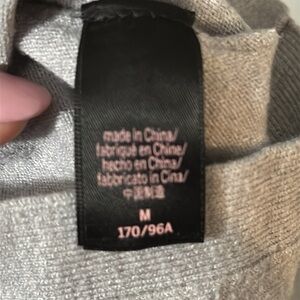 made in China/
fabriqué en Chine/
hecho en China/
fabbricato in Cina/
中国制造
M
170/96A